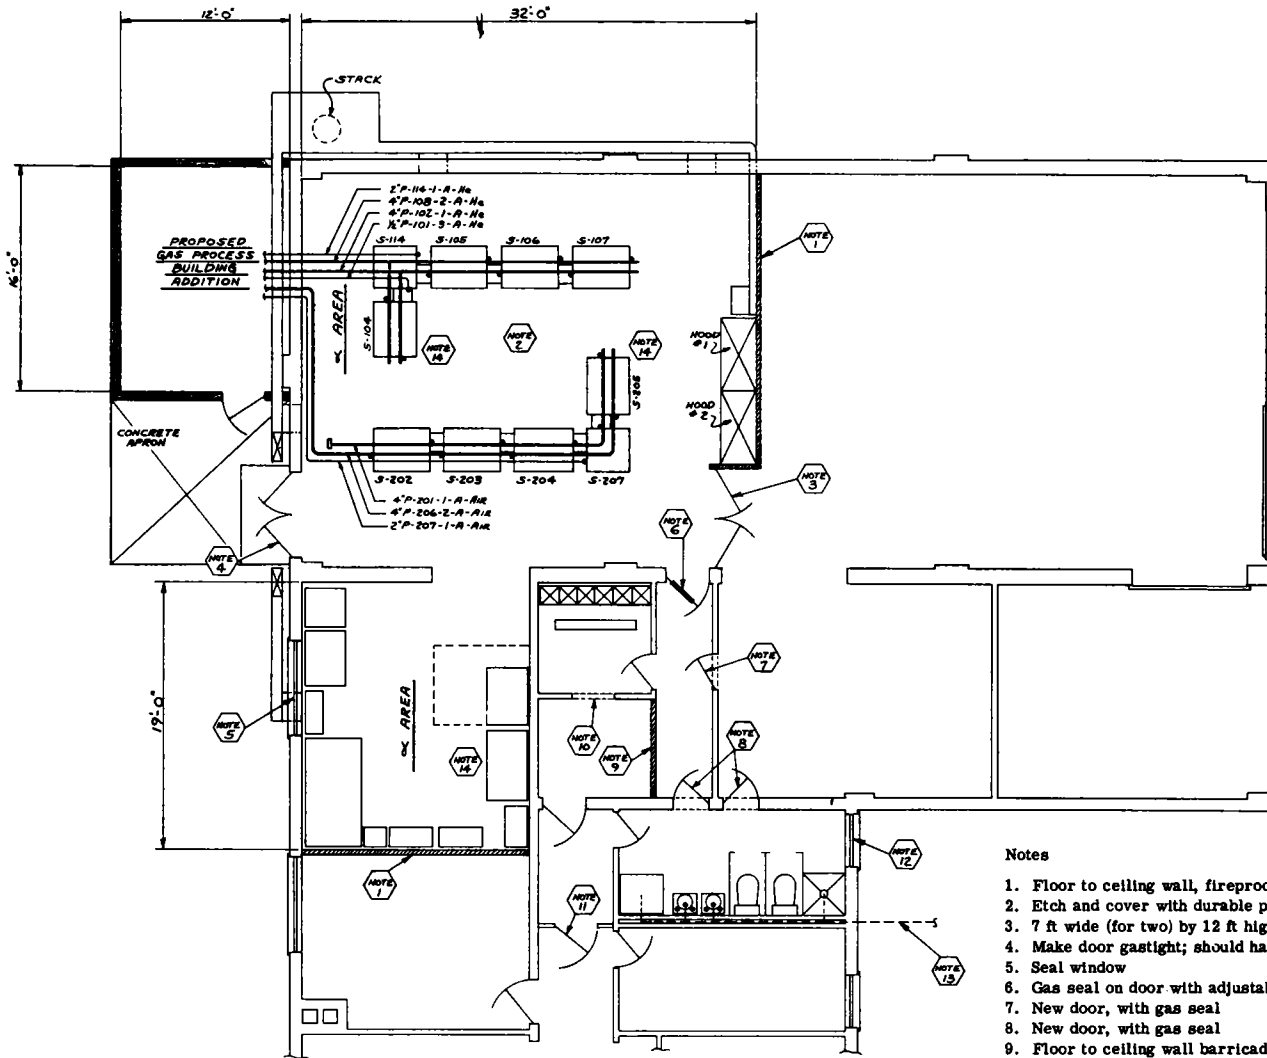 12'-0"
32'-0"
STACK
2"P-114-1-A-He
4"P-108-2-A-He
4"P-102-1-A-He
½"P-101-3-A-He
PROPOSED
GAS PROCESS
BUILDING
ADDITION
16'-0"
S-114
S-105
S-106
S-107
NOTE
1
∝ AREA
S-104
NOTE
14
NOTE
2
NOTE
14
S-205
HOOD
#1
HOOD
#2
CONCRETE
APRON
S-202
S-203
S-204
S-207
NOTE
3
4"P-201-1-A-AIR
4"P-206-2-A-AIR
2"P-207-1-A-AIR
NOTE
6
NOTE
4
NOTE
7
19'-0"
∝ AREA
NOTE
5
NOTE
14
NOTE
10
NOTE
9
NOTE
8
NOTE
12
NOTE
1
NOTE
11
NOTE
13
Notes
1. Floor to ceiling wall, fireproo
2. Etch and cover with durable p
3. 7 ft wide (for two) by 12 ft hig
4. Make door gastight; should ha
5. Seal window
6. Gas seal on door with adjustal
7. New door, with gas seal
8. New door, with gas seal
9. Floor to ceiling wall barricad